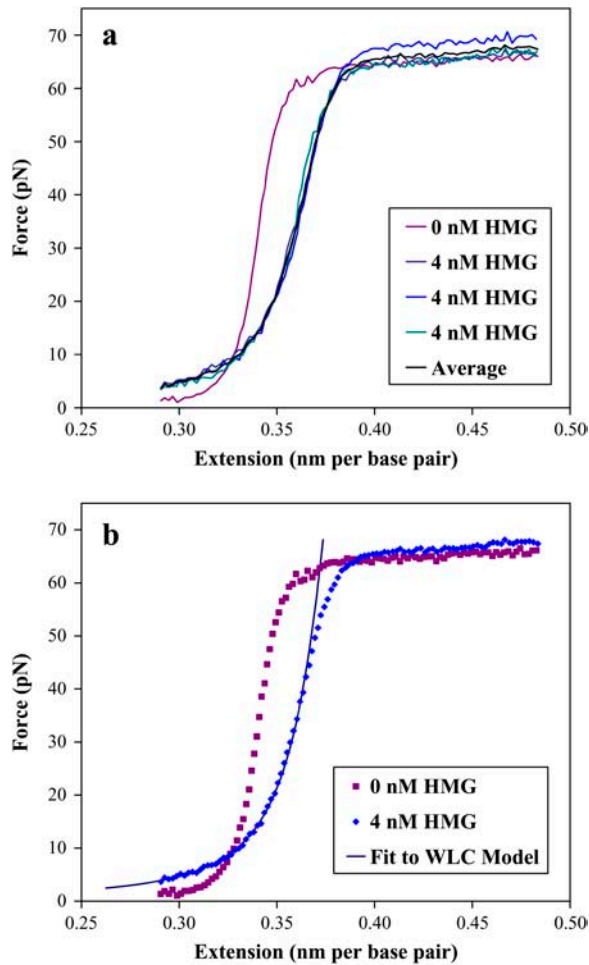 a
70
60
50
40
30
20
10
0
Force (pN)
0 nM HMG
4 nM HMG
4 nM HMG
4 nM HMG
Average
0.25 0.30 0.35 0.40 0.45 0.50
Extension (nm per base pair)
b
70
60
50
40
30
20
10
0
Force (pN)
0 nM HMG
4 nM HMG
Fit to WLC Model
0.25 0.30 0.35 0.40 0.45 0.50
Extension (nm per base pair)